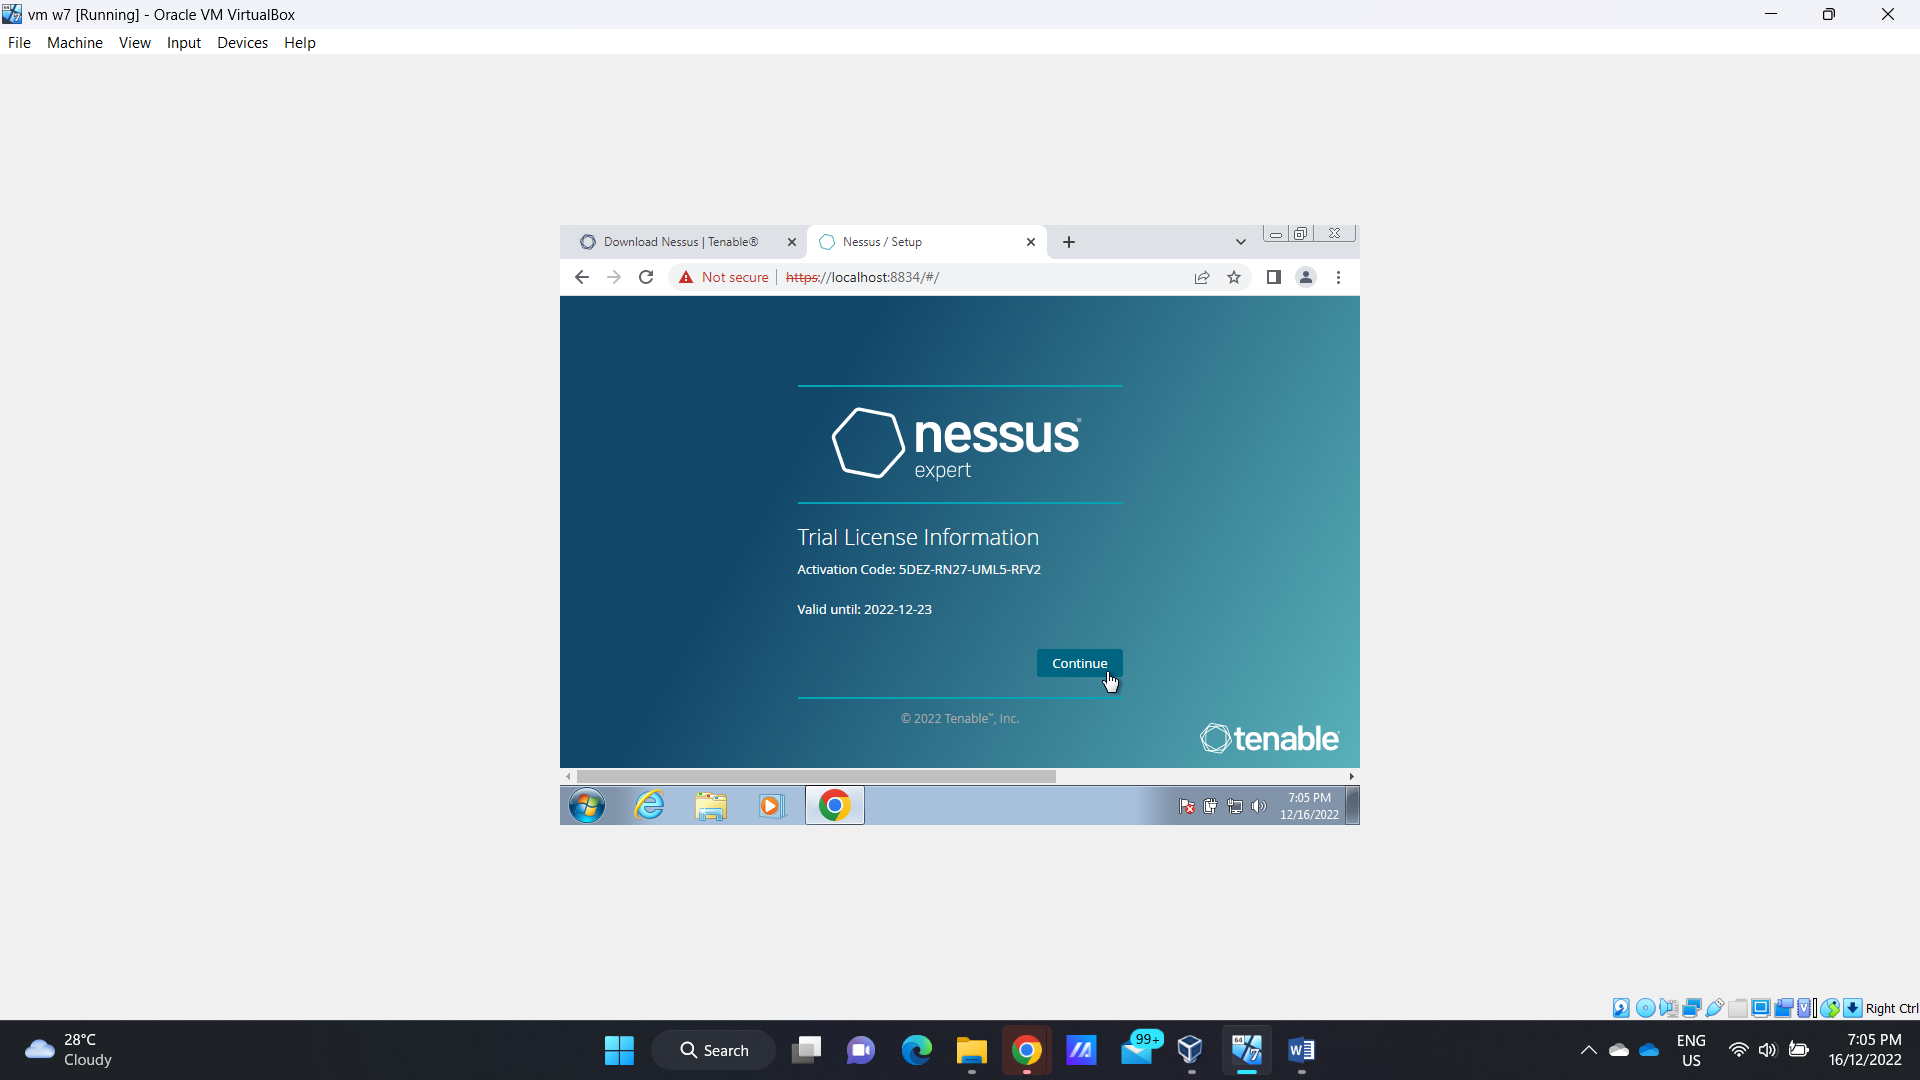 vm w7 [Running] - Oracle VM VirtualBox
File Machine View Input Devices Help
Download Nessus | Tenable®
Nessus / Setup
Not secure
https://localhost:8834/#/
nessus
expert
Trial License Information
Activation Code: 5DEZ-RN27-UML5-RFV2
Valid until: 2022-12-23
Continue
© 2022 Tenable™, Inc.
tenable
7:05 PM
12/16/2022
Right Ctrl
28°C
Cloudy
Search
99+
ENG
US
7:05 PM
16/12/2022